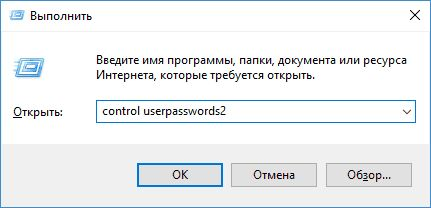 Выполнить
Введите имя программы, папки, документа или ресурса
Интернета, которые требуется открыть.
Открыть: control userpasswords2
OK Отмена Обзор...